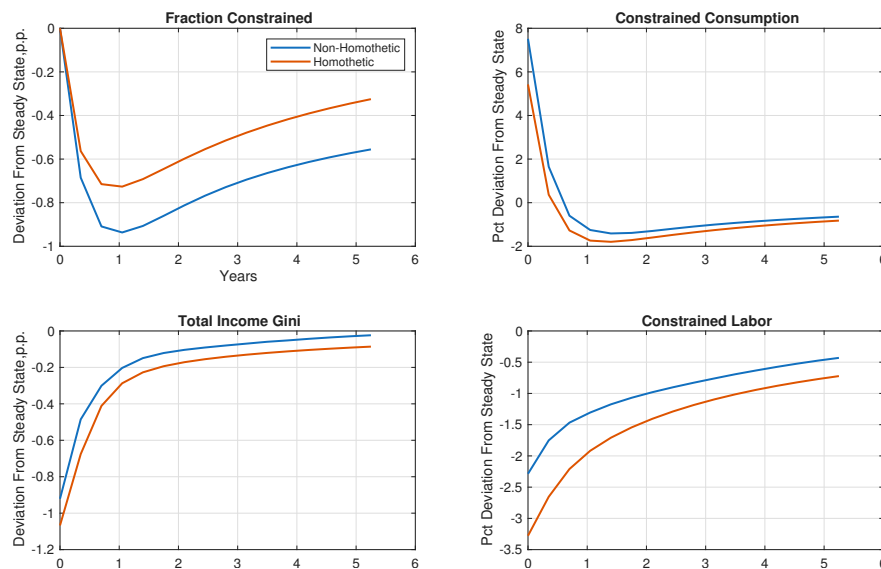 Fraction Constrained
Deviation From Steady State,p.p.
0
-0.2
-0.4
-0.6
-0.8
-1
Non-Homothetic
Homothetic
0 1 2 3 4 5 6
Years
Constrained Consumption
Pct Deviation From Steady State
8
6
4
2
0
-2
0 1 2 3 4 5 6
Total Income Gini
Deviation From Steady State,p.p.
0
-0.2
-0.4
-0.6
-0.8
-1
-1.2
0 1 2 3 4 5 6
Constrained Labor
Pct Deviation From Steady State
0
-0.5
-1
-1.5
-2
-2.5
-3
-3.5
0 1 2 3 4 5 6